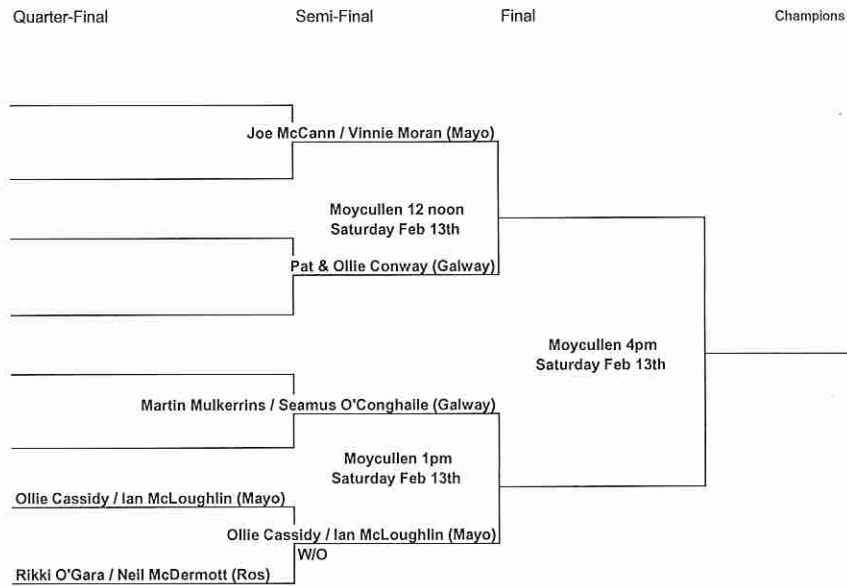 Quarter-Final Semi-Final Final Champions
Joe McCann / Vinnie Moran (Mayo)
Moycullen 12 noon
Saturday Feb 13th
Pat & Ollie Conway (Galway)
Moycullen 4pm
Saturday Feb 13th
Martin Mulkerrins / Seamus O'Conghaile (Galway)
Moycullen 1pm
Saturday Feb 13th
Ollie Cassidy / Ian McLoughlin (Mayo)
Ollie Cassidy / Ian McLoughlin (Mayo)
W/O
Rikki O'Gara / Neil McDermott (Ros)